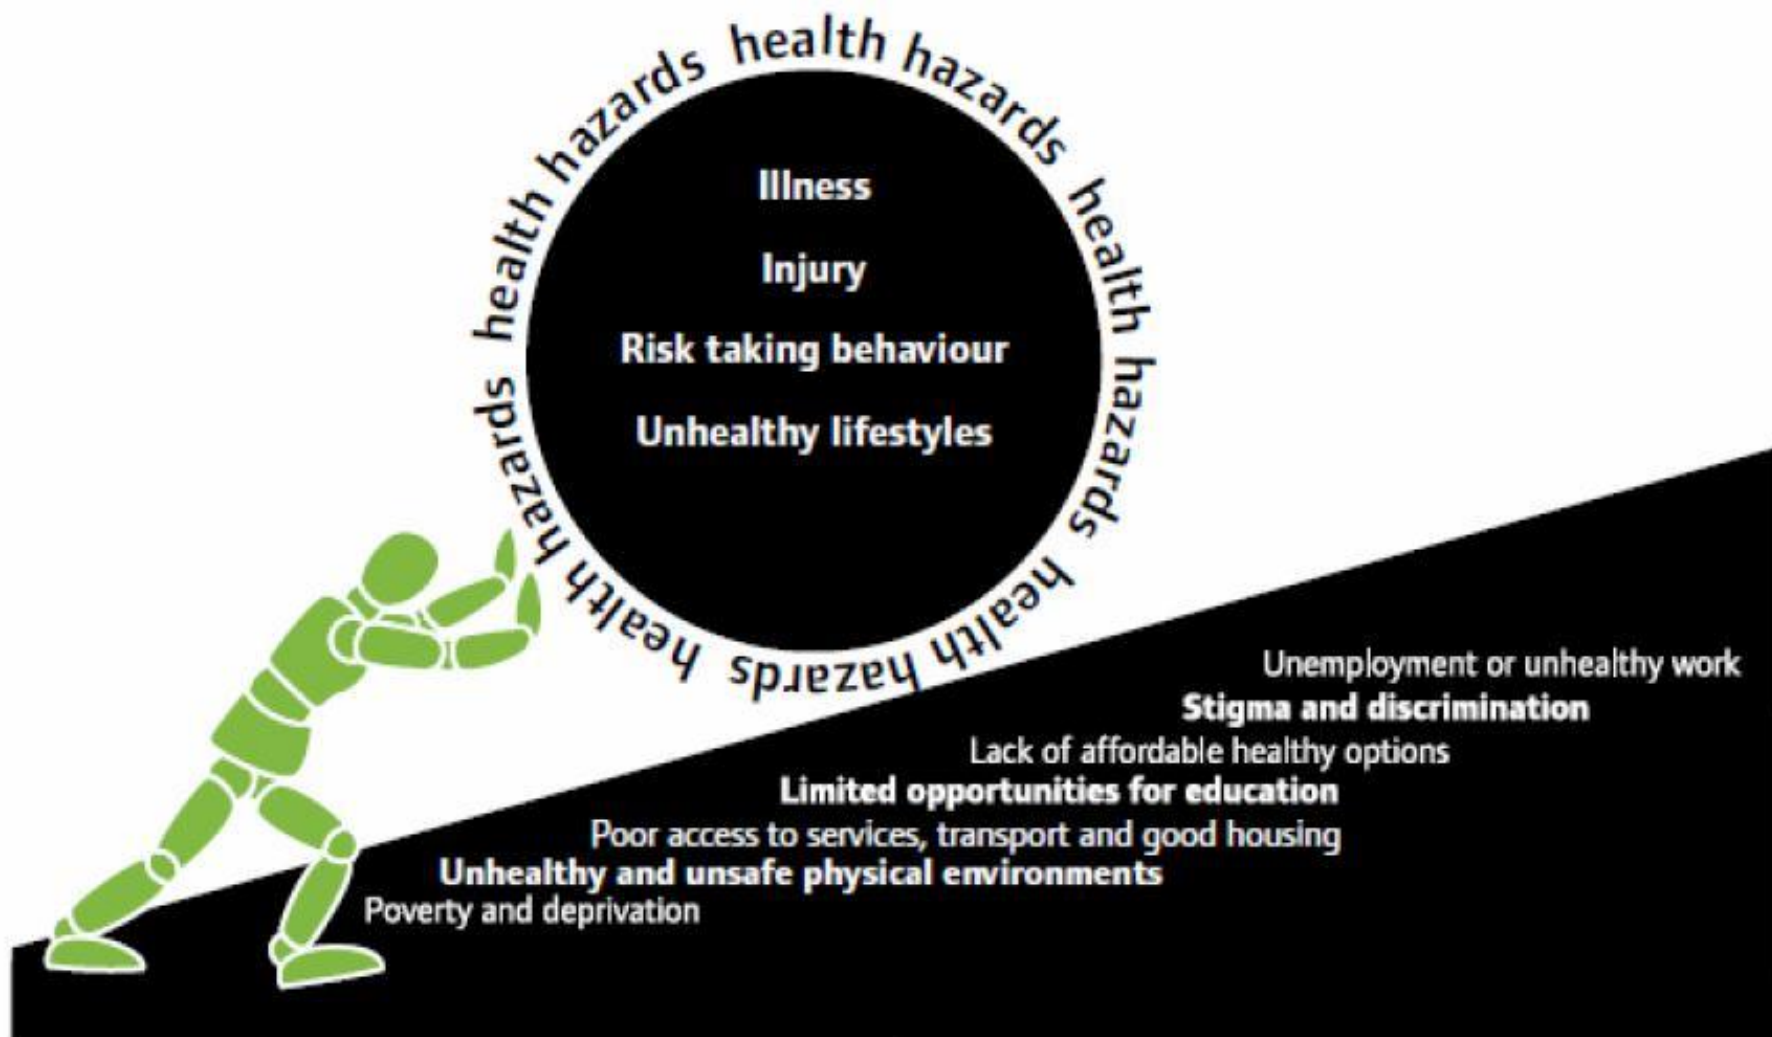 health hazards health hazards health hazards health hazards health hazards
Illness
Injury
Risk taking behaviour
Unhealthy lifestyles
Unemployment or unhealthy work
Stigma and discrimination
Lack of affordable healthy options
Limited opportunities for education
Poor access to services, transport and good housing
Unhealthy and unsafe physical environments
Poverty and deprivation